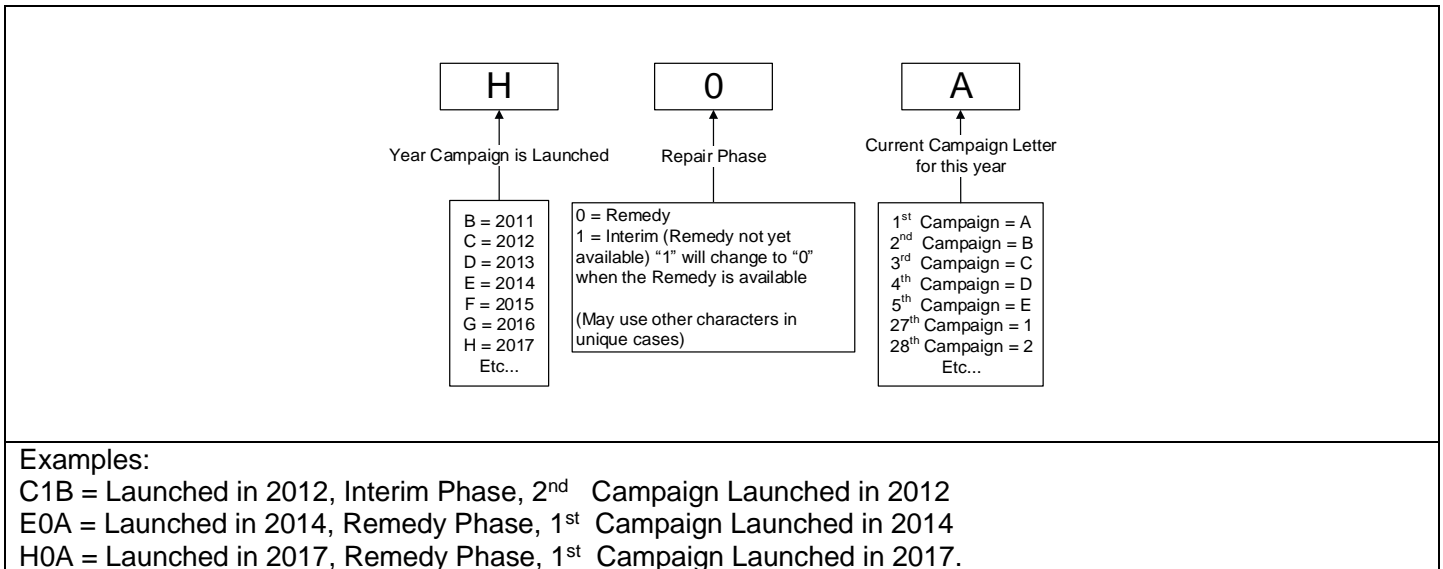 H
0
A
Year Campaign is Launched
Repair Phase
Current Campaign Letter
for this year
B = 2011
C = 2012
D = 2013
E = 2014
F = 2015
G = 2016
H = 2017
Etc...
0 = Remedy
1 = Interim (Remedy not yet
available) “1” will change to “0”
when the Remedy is available
(May use other characters in
unique cases)
1st Campaign = A
2nd Campaign = B
3rd Campaign = C
4th Campaign = D
5th Campaign = E
27th Campaign = 1
28th Campaign = 2
Etc...
Examples:
C1B = Launched in 2012, Interim Phase, 2nd Campaign Launched in 2012
E0A = Launched in 2014, Remedy Phase, 1st Campaign Launched in 2014
H0A = Launched in 2017, Remedy Phase, 1st Campaign Launched in 2017.